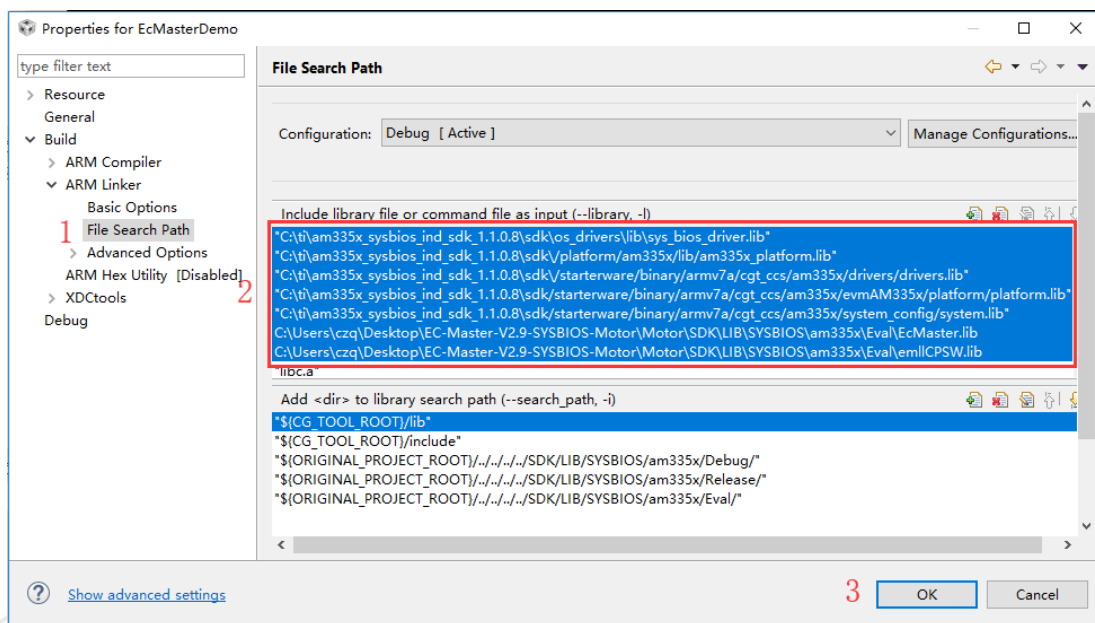 Properties for EcMasterDemo
type filter text
Resource
General
Build
ARM Compiler
ARM Linker
Basic Options
1 File Search Path
Advanced Options
ARM Hex Utility [Disabled]
2
XDCtools
Debug
File Search Path
Configuration: Debug [ Active ] Manage Configurations...
Include library file or command file as input (--library, -l)
"C:\ti\am335x_sysbios_ind_sdk_1.1.0.8\sdk\os_drivers\lib\sys_bios_driver.lib"
"C:\ti\am335x_sysbios_ind_sdk_1.1.0.8\sdk\/platform/am335x/lib/am335x_platform.lib"
"C:\ti\am335x_sysbios_ind_sdk_1.1.0.8\sdk\/starterware/binary/armv7a/cgt_ccs/am335x/drivers/drivers.lib"
"C:\ti\am335x_sysbios_ind_sdk_1.1.0.8\sdk/starterware/binary/armv7a/cgt_ccs/am335x/evmAM335x/platform/platform.lib"
"C:\ti\am335x_sysbios_ind_sdk_1.1.0.8\sdk/starterware/binary/armv7a/cgt_ccs/am335x/system_config/system.lib"
C:\Users\czq\Desktop\EC-Master-V2.9-SYSBIOS-Motor\Motor\SDK\LIB\SYSBIOS\am335x\Eval\EcMaster.lib
C:\Users\czq\Desktop\EC-Master-V2.9-SYSBIOS-Motor\Motor\SDK\LIB\SYSBIOS\am335x\Eval\emllCPSW.lib
"libc.a"
Add <dir> to library search path (--search_path, -i)
"${CG_TOOL_ROOT}/lib"
"${CG_TOOL_ROOT}/include"
"${ORIGINAL_PROJECT_ROOT}/../../../../SDK/LIB/SYSBIOS/am335x/Debug/"
"${ORIGINAL_PROJECT_ROOT}/../../../../SDK/LIB/SYSBIOS/am335x/Release/"
"${ORIGINAL_PROJECT_ROOT}/../../../../SDK/LIB/SYSBIOS/am335x/Eval/"
Show advanced settings
3 OK Cancel